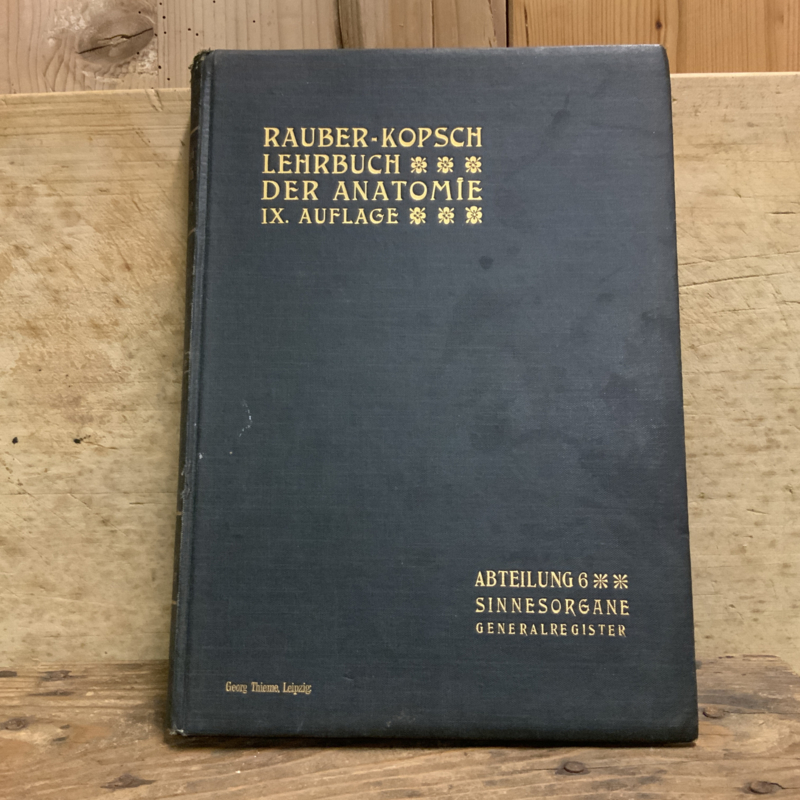 RAUBER-KOPSCH
LEHRBUCH
DER ANATOMIE
IX. AUFLAGE
ABTEILUNG 6
SINNESORGANE
GENERALREGISTER
Georg Thieme, Leipzig.